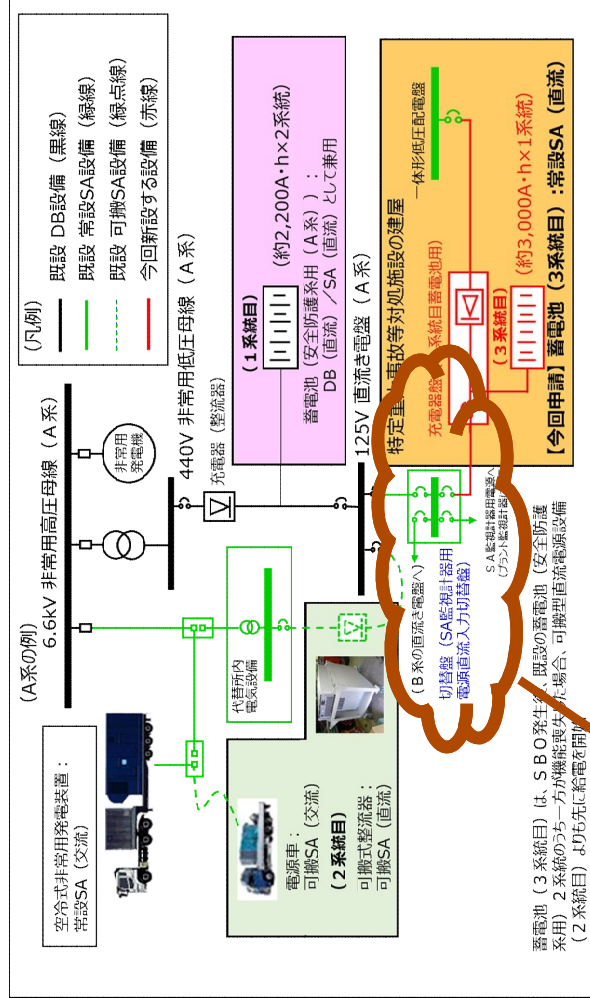 (凡例)
既設 DB設備(黒線)
既設 常設SA設備(緑線)
既設 可搬SA設備(緑点線)
今回新設する設備(赤線)
(A系の例)
6.6kV 非常用高圧母線(A系)
非常用
発電機
440V 非常用低圧母線(A系)
充電器(整流器)
(1系統目)
(約2,200A・h×2系統)
蓄電池(安全防護系用(A系)):
DB(直流)/SA(直流)として兼用
125V 直流き電盤(A系)
特定重
事故等対処施設の建屋
一体形低圧配電盤
充電器盤
系統目蓄電池用)
(3系統目)
(約3,000A・h×1系統)
【今回申請】蓄電池(3系統目):常設SA(直流)
空冷式非常用発電装置:
常設SA(交流)
代替所内
電気設備
電源車:
可搬SA(交流)
(2系統目)
可搬式整流器:
可搬SA(直流)
(B系の直流き電盤へ)
切替盤(SA監視計器用
電源直流入力切替盤)
SA監視計器用電源へ
(プラント監視計器
蓄電池(3系統目)は、SBO発生後、既設の蓄電池(安全防護
系用)2系統のうち一方が機能喪失した場合、可搬型直流電源設備
(2系統目)よりも先に給電を開始